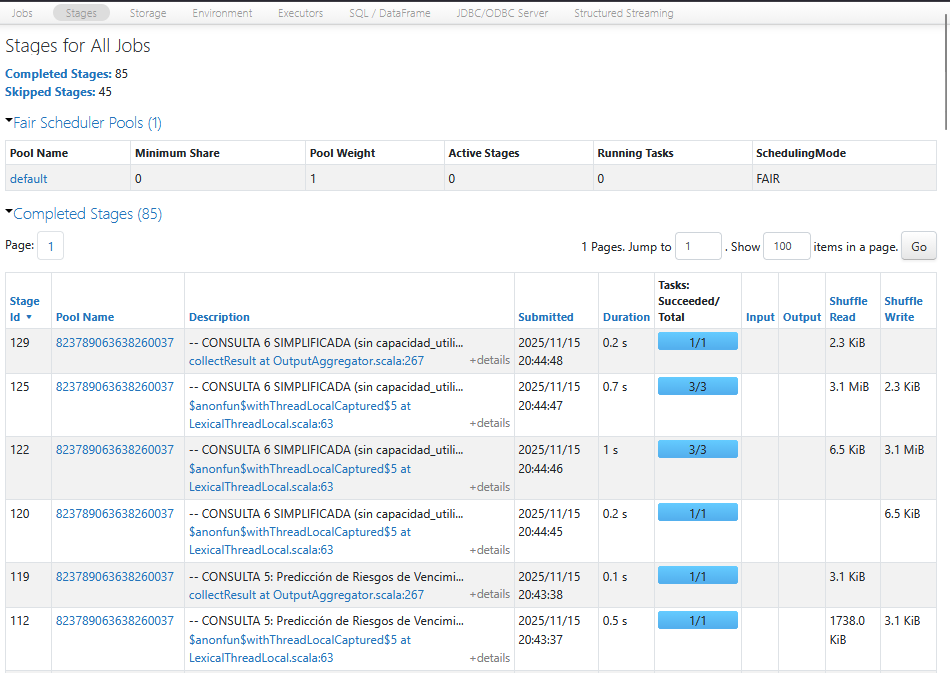 Jobs Stages Storage Environment Executors SQL / DataFrame JDBC/ODBC Server Structured Streaming
Stages for All Jobs
Completed Stages: 85
Skipped Stages: 45
Fair Scheduler Pools (1)
Pool Name Minimum Share Pool Weight Active Stages Running Tasks SchedulingMode
default 0 1 0 0 FAIR
Completed Stages (85)
Page: 1 1 Pages. Jump to 1 . Show 100 items in a page. Go
Stage Id ▾ Pool Name Description Submitted Duration Tasks: Succeeded/ Total Input Output Shuffle Read Shuffle Write
129 823789063638260037 -- CONSULTA 6 SIMPLIFICADA (sin capacidad_utili... 2025/11/15 0.2 s 1/1 2.3 KiB
collectResult at OutputAggregator.scala:267 +details 20:44:48
125 823789063638260037 -- CONSULTA 6 SIMPLIFICADA (sin capacidad_utili... 2025/11/15 0.7 s 3/3 3.1 MiB 2.3 KiB
$anonfun$withThreadLocalCaptured$5 at 20:44:47
LexicalThreadLocal.scala:63 +details
122 823789063638260037 -- CONSULTA 6 SIMPLIFICADA (sin capacidad_utili... 2025/11/15 1 s 3/3 6.5 KiB 3.1 MiB
$anonfun$withThreadLocalCaptured$5 at 20:44:46
LexicalThreadLocal.scala:63 +details
120 823789063638260037 -- CONSULTA 6 SIMPLIFICADA (sin capacidad_utili... 2025/11/15 0.2 s 1/1 6.5 KiB
$anonfun$withThreadLocalCaptured$5 at 20:44:45
LexicalThreadLocal.scala:63 +details
119 823789063638260037 -- CONSULTA 5: Predicción de Riesgos de Vencimi... 2025/11/15 0.1 s 1/1 3.1 KiB
collectResult at OutputAggregator.scala:267 +details 20:43:38
112 823789063638260037 -- CONSULTA 5: Predicción de Riesgos de Vencimi... 2025/11/15 0.5 s 1/1 1738.0 3.1 KiB
$anonfun$withThreadLocalCaptured$5 at 20:43:37 KiB
LexicalThreadLocal.scala:63 +details